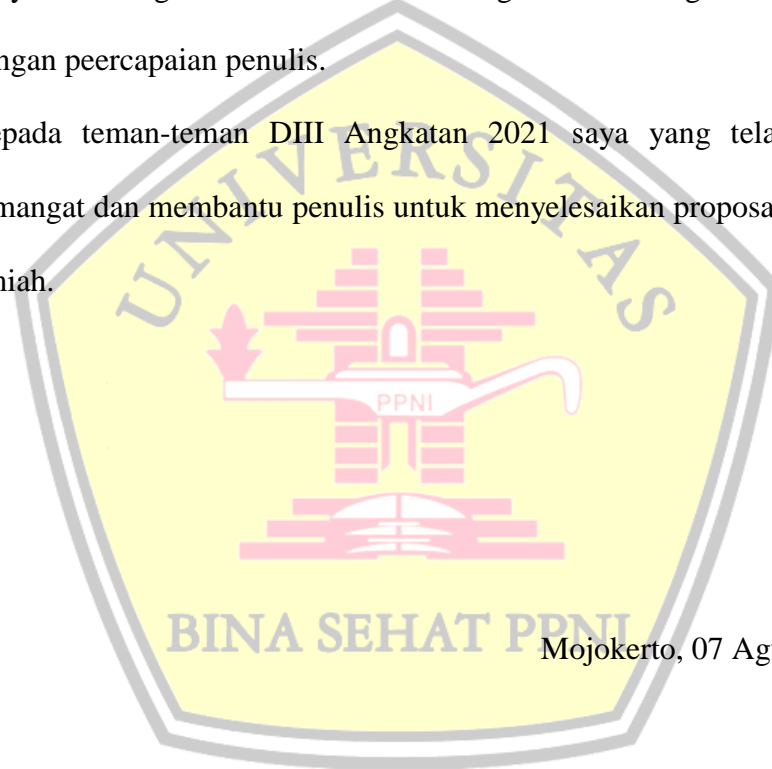 ngan peercapaian penulis.
epada teman-teman DIII Angkatan 2021 saya yang tela
mangat dan membantu penulis untuk menyelesaikan proposa
niah.
UNIVERSITAS
PPNI
BINA SEHAT PPNI
Mojokerto, 07 Ag